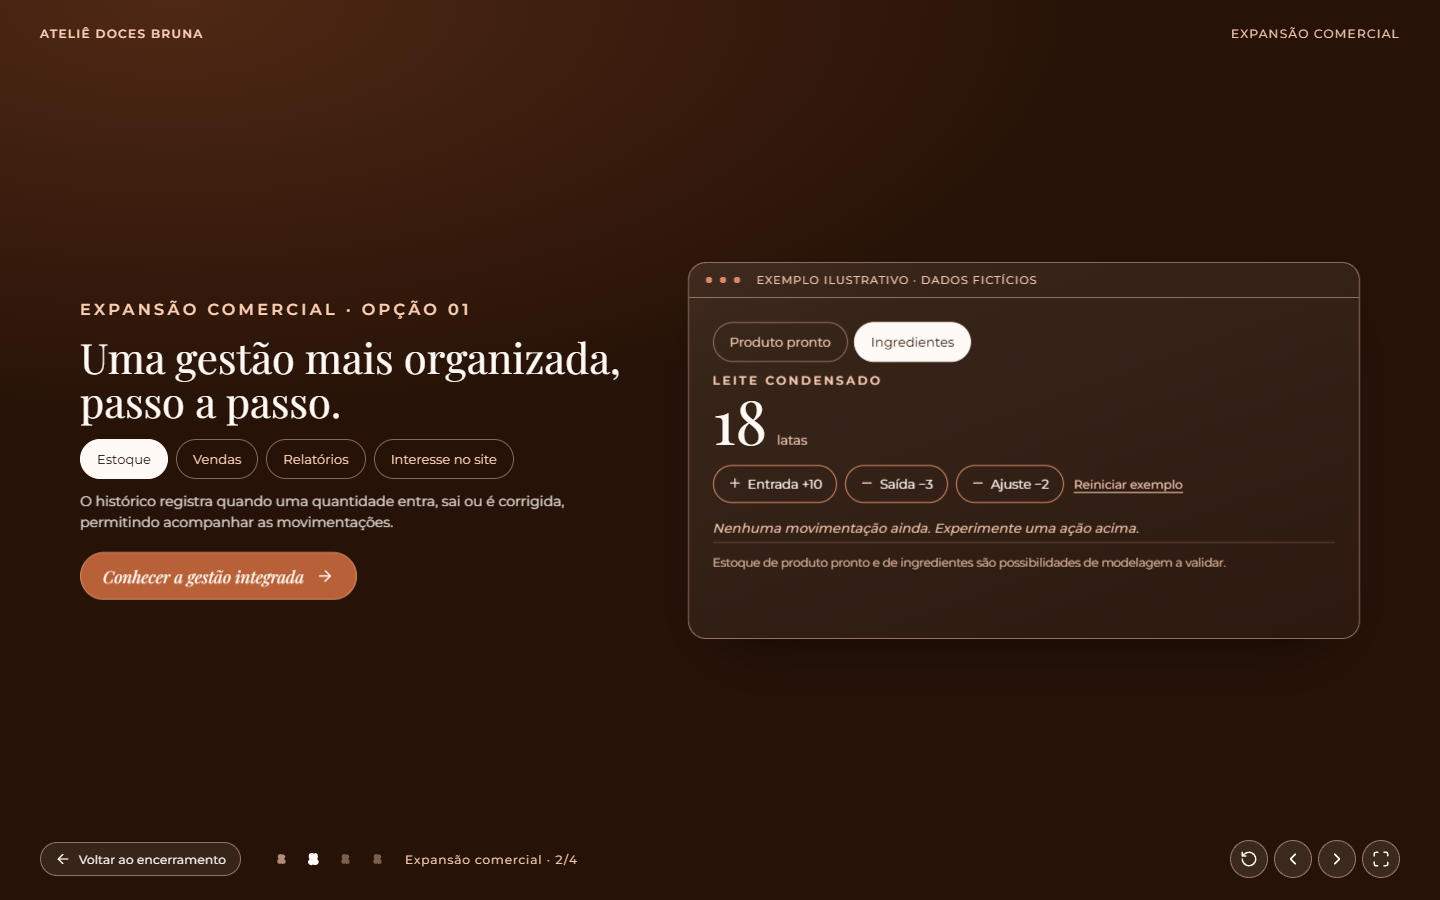 ATELIÊ DOCES BRUNA
EXPANSÃO COMERCIAL
EXPANSÃO COMERCIAL · OPÇÃO 01
Uma gestão mais organizada,
passo a passo.
Estoque
Vendas
Relatórios
Interesse no site
O histórico registra quando uma quantidade entra, sai ou é corrigida,
permitindo acompanhar as movimentações.
Conhecer a gestão integrada →
EXEMPLO ILUSTRATIVO · DADOS FICTÍCIOS
Produto pronto
Ingredientes
LEITE CONDENSADO
18 latas
+ Entrada +10
− Saída −3
− Ajuste −2
Reiniciar exemplo
Nenhuma movimentação ainda. Experimente uma ação acima.
Estoque de produto pronto e de ingredientes são possibilidades de modelagem a validar.
← Voltar ao encerramento
Expansão comercial · 2/4